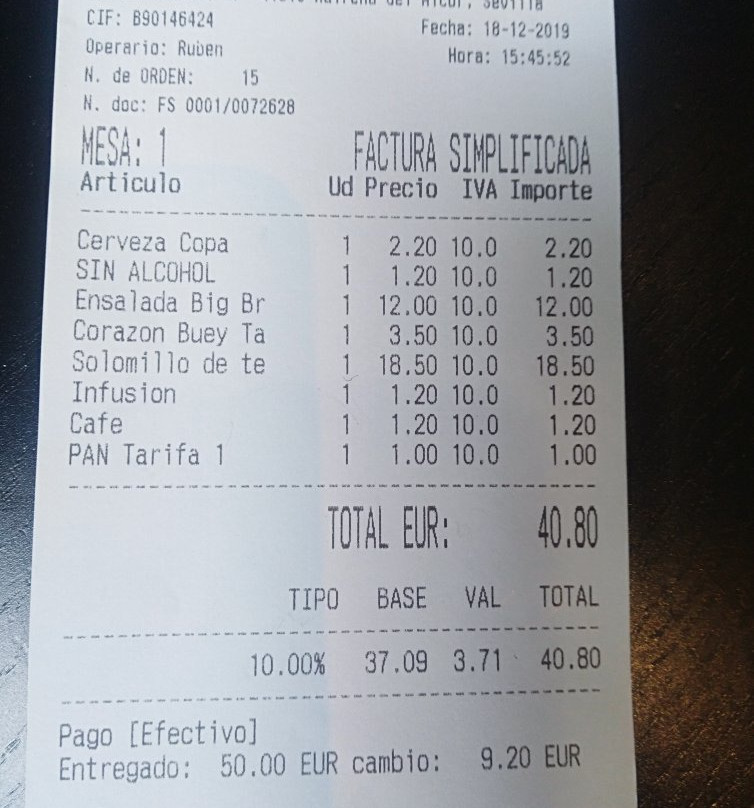 Sevilla
CIF: B90146424
Fecha: 18-12-2019
Operario: Ruben
Hora: 15:45:52
N. de ORDEN: 15
N. doc: FS 0001/0072628
MESA: 1 FACTURA SIMPLIFICADA
Articulo Ud Precio IVA Importe
Cerveza Copa 1 2.20 10.0 2.20
SIN ALCOHOL 1 1.20 10.0 1.20
Ensalada Big Br 1 12.00 10.0 12.00
Corazon Buey Ta 1 3.50 10.0 3.50
Solomillo de te 1 18.50 10.0 18.50
Infusion 1 1.20 10.0 1.20
Cafe 1 1.20 10.0 1.20
PAN Tarifa 1 1 1.00 10.0 1.00
TOTAL EUR: 40.80
TIPO BASE VAL TOTAL
10.00% 37.09 3.71 40.80
Pago [Efectivo]
Entregado: 50.00 EUR cambio: 9.20 EUR